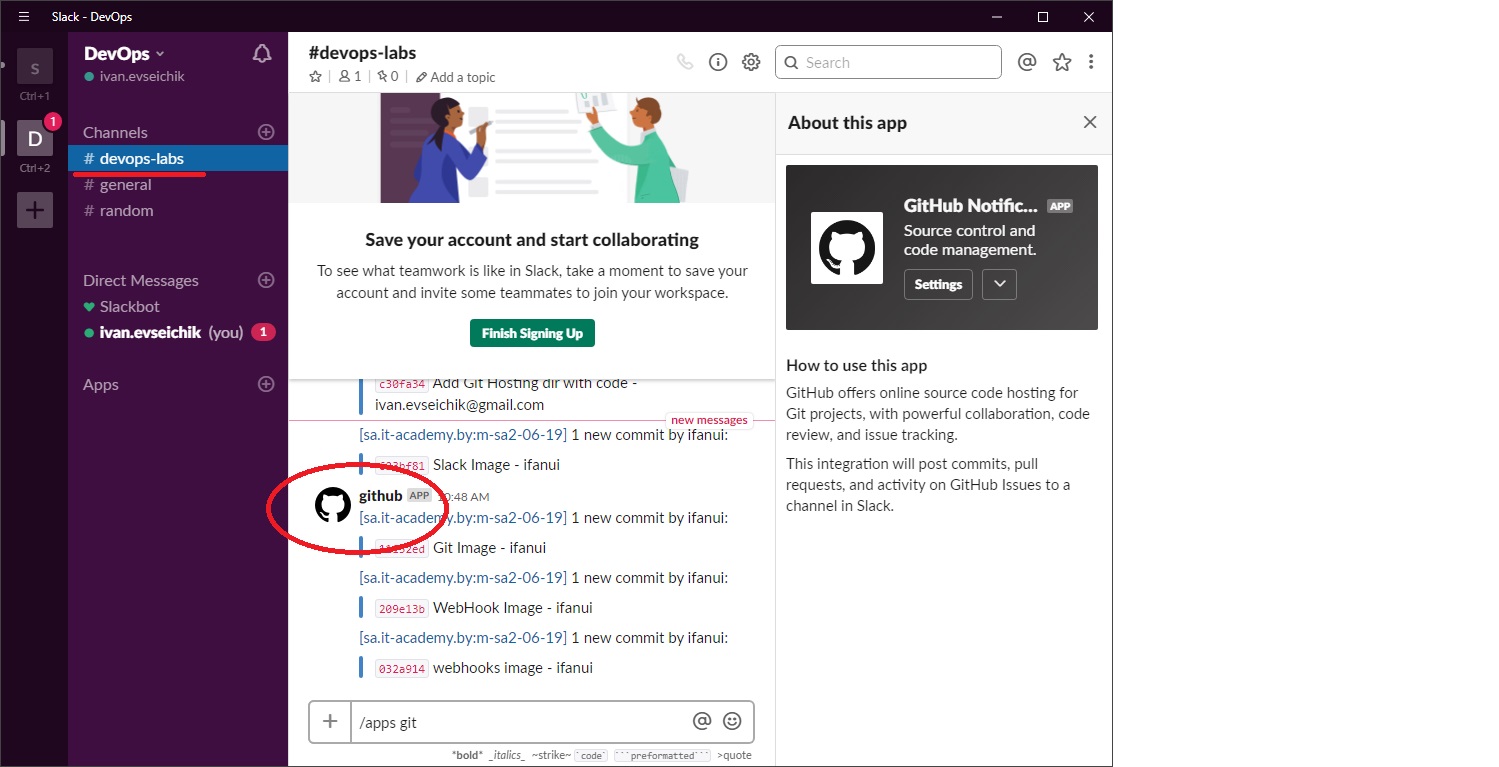 Slack - DevOps
S
Ctrl+1
D
1
Ctrl+2
DevOps
ivan.evseichik
Channels
# devops-labs
# general
# random
Direct Messages
Slackbot
ivan.evseichik (you) 1
Apps
#devops-labs
1 0 Add a topic
Search
Save your account and start collaborating
To see what teamwork is like in Slack, take a moment to save your
account and invite some teammates to join your workspace.
Finish Signing Up
c30fa34 Add Git Hosting dir with code -
ivan.evseichik@gmail.com
new messages
[sa.it-academy.by:m-sa2-06-19] 1 new commit by ifanui:
Slack Image - ifanui
github APP 10:48 AM
[sa.it-academy.by:m-sa2-06-19] 1 new commit by ifanui:
Git Image - ifanui
[sa.it-academy.by:m-sa2-06-19] 1 new commit by ifanui:
209e13b WebHook Image - ifanui
[sa.it-academy.by:m-sa2-06-19] 1 new commit by ifanui:
032a914 webhooks image - ifanui
/apps git
*bold* _italics_ ~strike~ `code` ```preformatted``` >quote
About this app
GitHub Notific... APP
Source control and
code management.
Settings
How to use this app
GitHub offers online source code hosting for
Git projects, with powerful collaboration, code
review, and issue tracking.
This integration will post commits, pull
requests, and activity on GitHub Issues to a
channel in Slack.